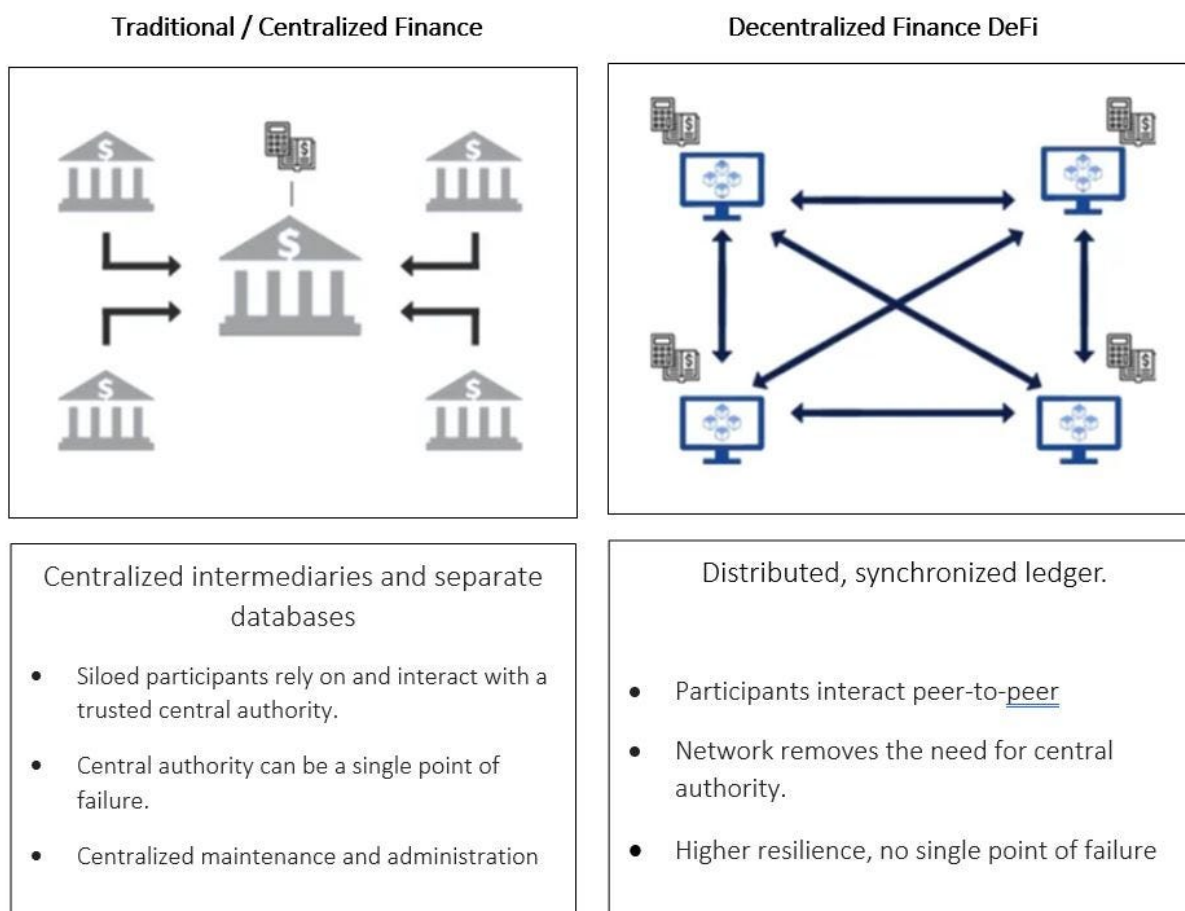 Traditional / Centralized Finance
Decentralized Finance DeFi
$
$
$
$
$
$
$
$
$
$
Centralized intermediaries and separate
databases
• Siloed participants rely on and interact with a
trusted central authority.
• Central authority can be a single point of
failure.
• Centralized maintenance and administration
Distributed, synchronized ledger.
• Participants interact peer-to-peer
• Network removes the need for central
authority.
• Higher resilience, no single point of failure